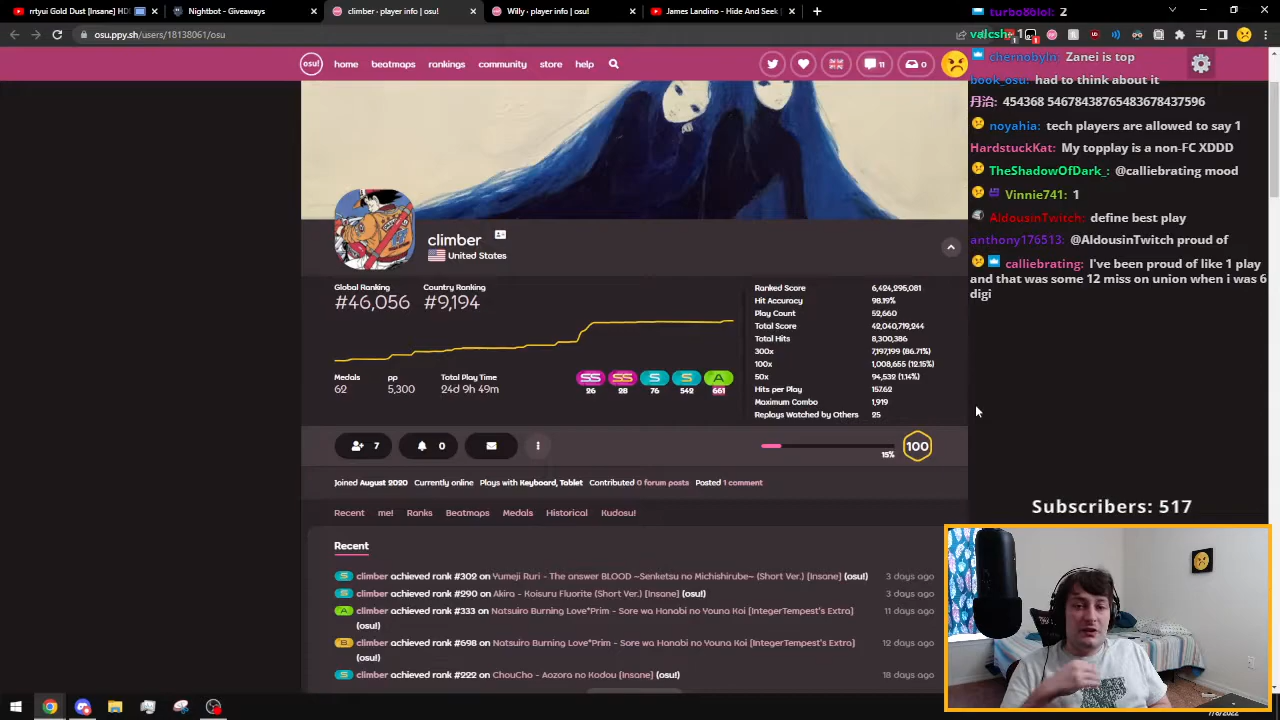 rrtyui Gold Dust [Insane] [HD
Nightbot - Giveaways
climber · player info | osu!
Willy · player info | osu!
James Landino - Hide And Seek
osu.ppy.sh/users/18138061/osu
osu!
home
beatmaps
rankings
community
store
help
11
0
climber
United States
Global Ranking
Country Ranking
#46,056
#9,194
Medals
pp
Total Play Time
62
5,300
24d 9h 49m
SS
SS
S
S
A
26
28
76
542
661
Ranked Score 6,424,295,081
Hit Accuracy 98.19%
Play Count 52,660
Total Score 42,040,719,244
Total Hits 8,300,386
300x 7,197,199 (86.71%)
100x 1,008,655 (12.15%)
50x 94,532 (1.14%)
Hits per Play 157.62
Maximum Combo 1,919
Replays Watched by Others 25
7
0
15%
100
Joined August 2020 Currently online Plays with Keyboard, Tablet Contributed 0 forum posts Posted 1 comment
Recent
me!
Ranks
Beatmaps
Medals
Historical
Kudosu!
Recent
S climber achieved rank #302 on Yumeji Ruri - The answer BLOOD ~Senketsu no Michishirube~ (Short Ver.) [Insane] (osu!) 3 days ago
S climber achieved rank #290 on Akira - Koisuru Fluorite (Short Ver.) [Insane] (osu!) 3 days ago
A climber achieved rank #333 on Natsuiro Burning Love*Prim - Sore wa Hanabi no Youna Koi [IntegerTempest's Extra] 11 days ago
(osu!)
B climber achieved rank #698 on Natsuiro Burning Love*Prim - Sore wa Hanabi no Youna Koi [IntegerTempest's Extra] 12 days ago
(osu!)
S climber achieved rank #222 on ChouCho - Aozora no Kodou [Insane] (osu!) 18 days ago
turbo86lol: 2
valcsh: 1
chernobyln: Zanei is top
book_osu: had to think about it
丹治: 454368 54678438765483678437596
noyahia: tech players are allowed to say 1
HardstuckKat: My topplay is a non-FC XDDD
TheShadowOfDark_: @calliebrating mood
Vinnie741: 1
AldousinTwitch: define best play
anthony176513: @AldousinTwitch proud of
calliebrating: I've been proud of like 1 play
and that was some 12 miss on union when i was 6
digi
Subscribers: 517